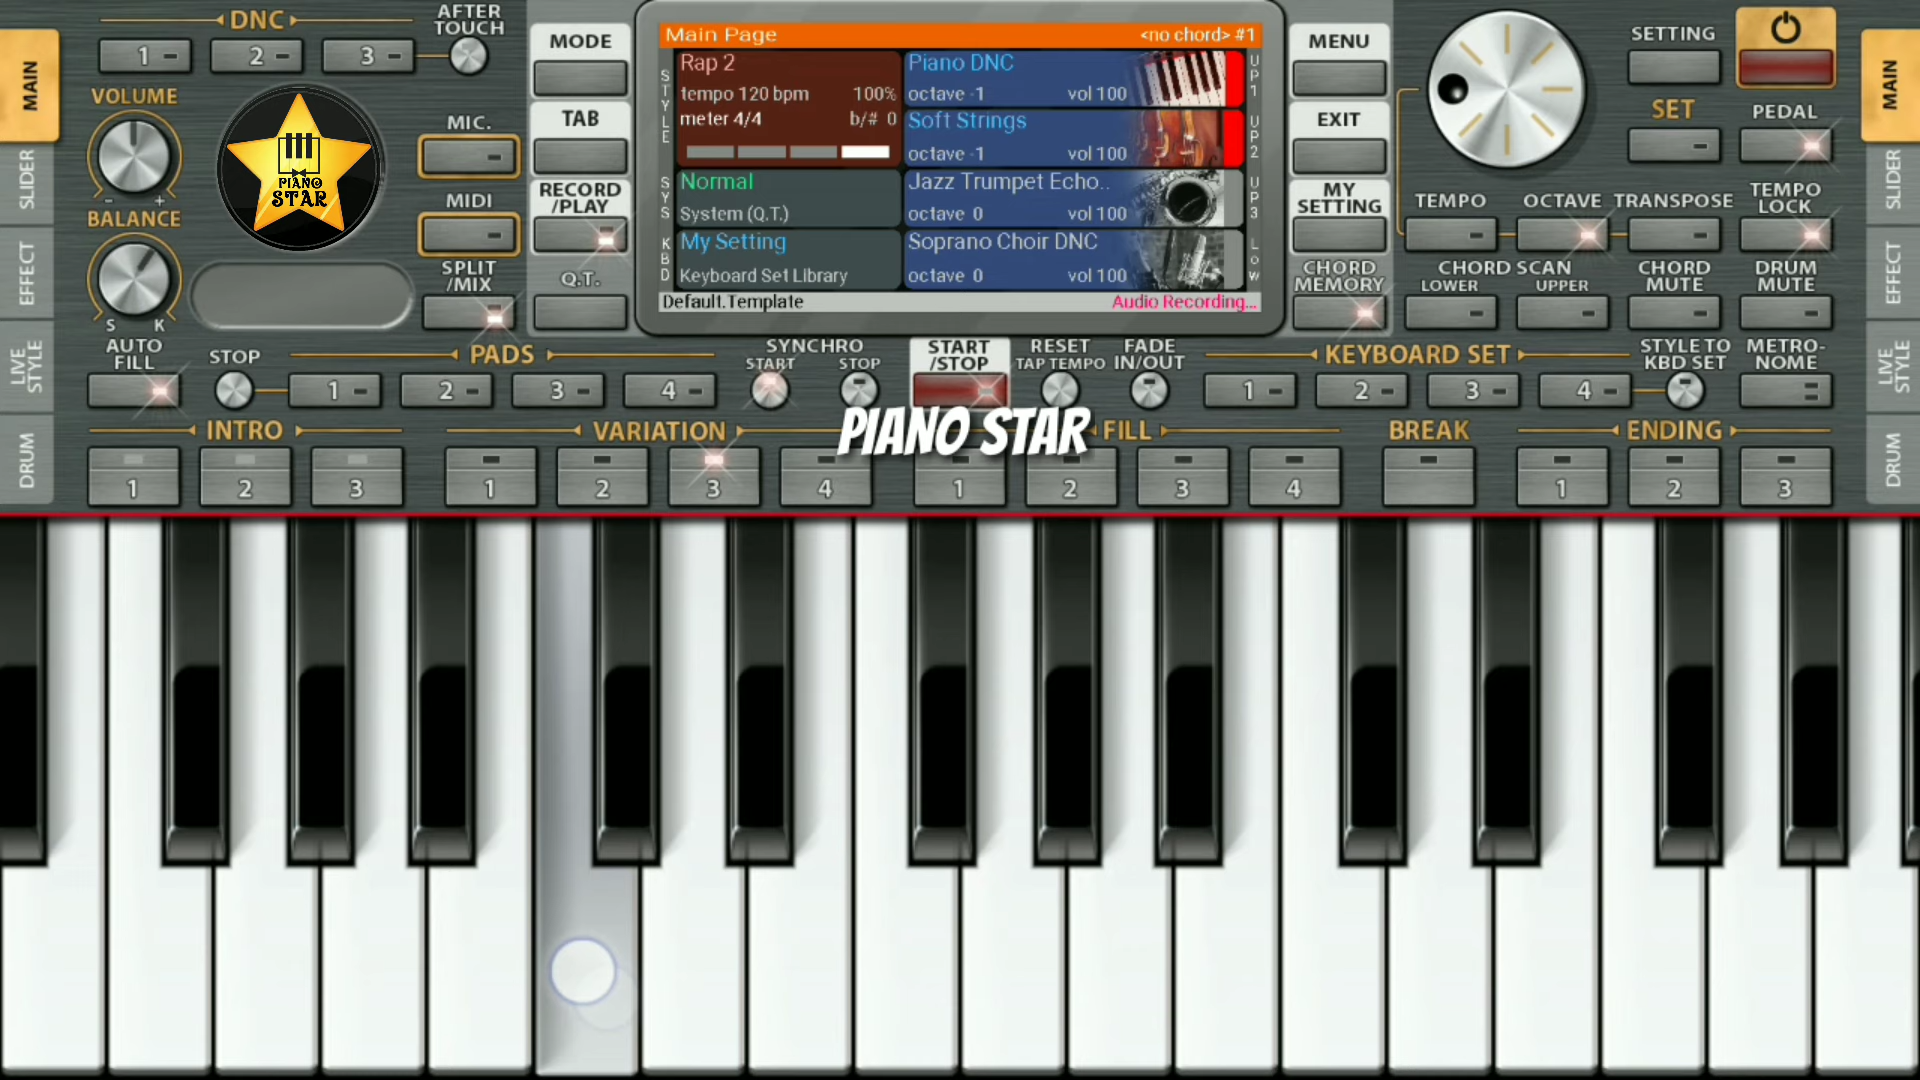 DNC
AFTER
TOUCH
1 2 3
VOLUME
- +
BALANCE
S K
MAIN
SLIDER
EFFECT
LIVE
STYLE
DRUM
PIANO
STAR
MIC.
MIDI
SPLIT
/MIX
MODE
TAB
RECORD
/PLAY
Q.T.
Main Page <no chord> #1
STYLE
Rap 2
tempo 120 bpm 100%
meter 4/4 b/# 0
SYS
Normal
System (Q.T.)
KBD
My Setting
Keyboard Set Library
Piano DNC
octave -1 vol 100
UP1
Soft Strings
octave -1 vol 100
UP2
Jazz Trumpet Echo..
octave 0 vol 100
UP3
Soprano Choir DNC
octave 0 vol 100
Low
Default.Template Audio Recording...
MENU
EXIT
MY
SETTING
CHORD
MEMORY
SETTING
SET
PEDAL
TEMPO OCTAVE TRANSPOSE
TEMPO
LOCK
CHORD SCAN
LOWER UPPER
CHORD
MUTE
DRUM
MUTE
MAIN
SLIDER
EFFECT
LIVE
STYLE
DRUM
AUTO
FILL
STOP
PADS
1 2 3 4
SYNCHRO
START STOP
START
/STOP
RESET
TAP TEMPO
FADE
IN/OUT
KEYBOARD SET
1 2 3 4
STYLE TO
KBD SET
METRO-
NOME
INTRO
1 2 3
VARIATION
1 2 3 4
PIANO STAR
FILL
1 2 3 4
BREAK
ENDING
1 2 3